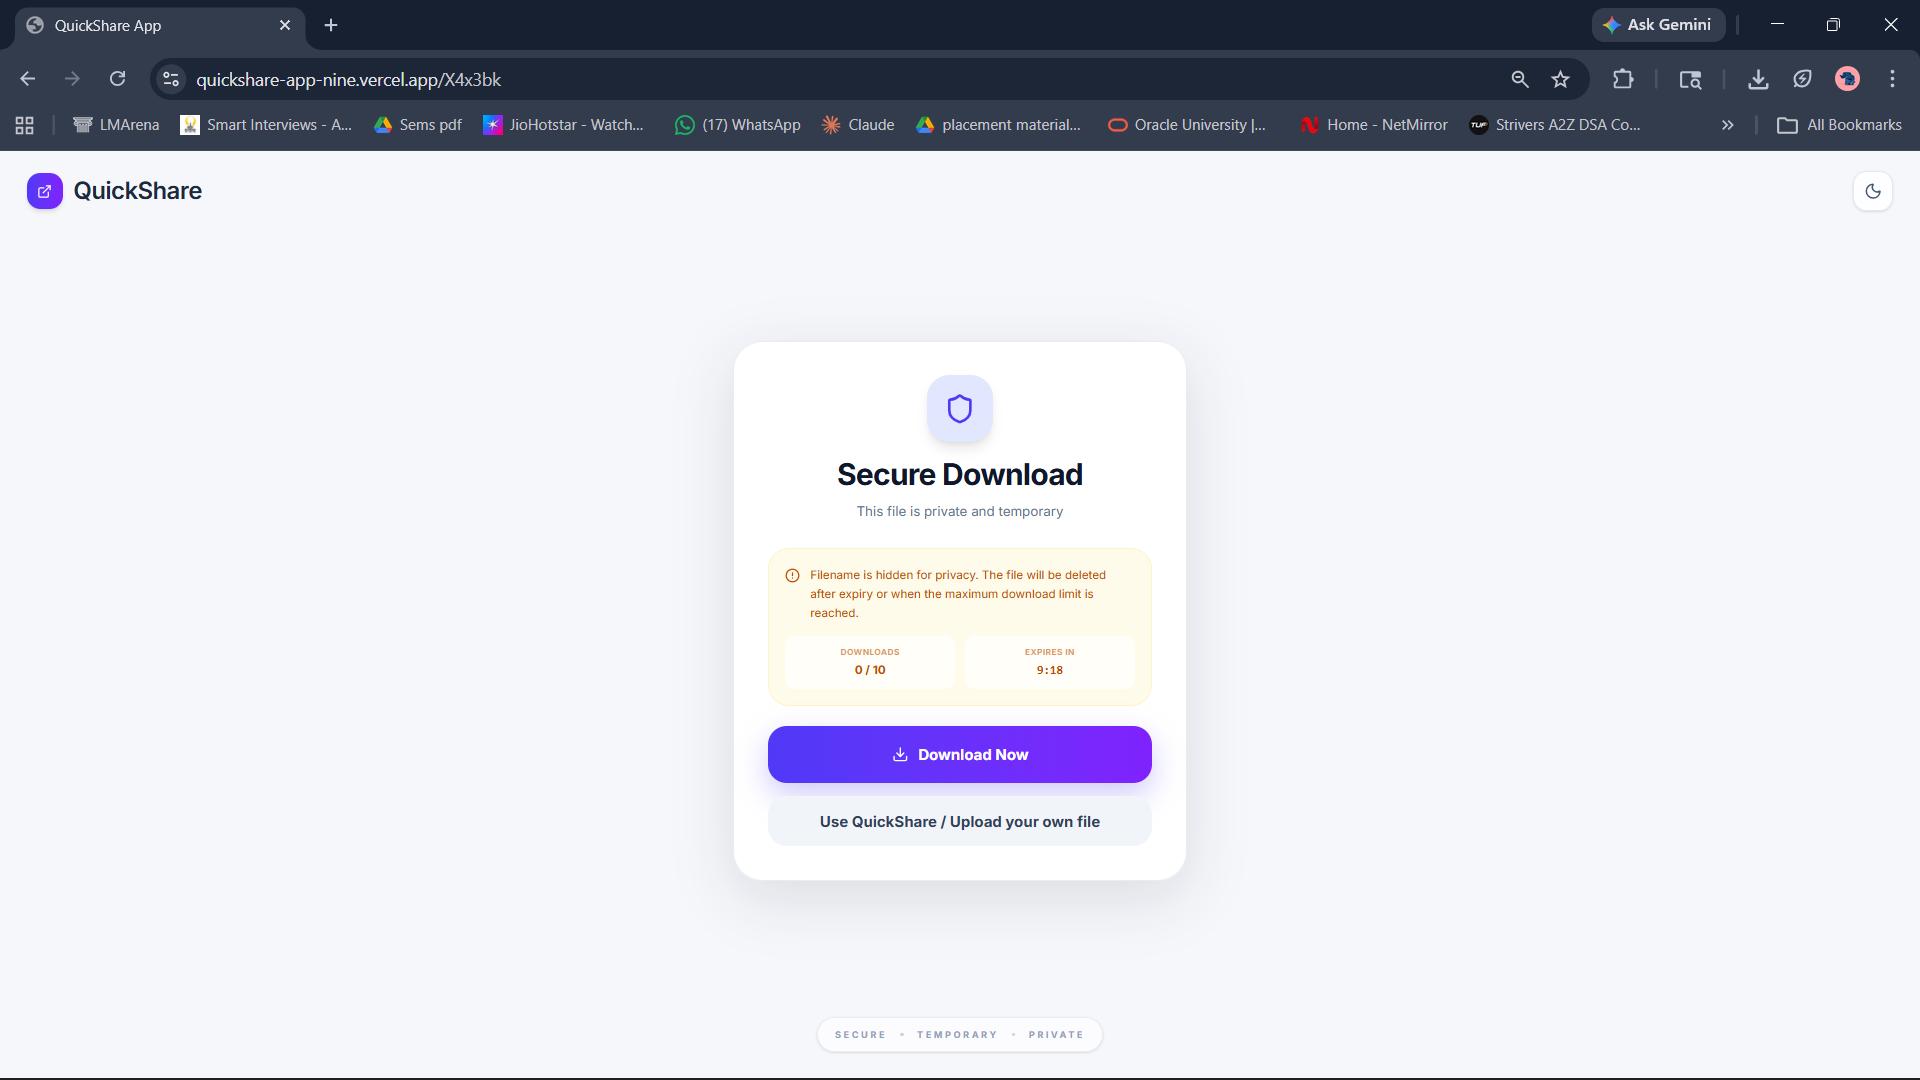 QuickShare App
Ask Gemini
quickshare-app-nine.vercel.app/X4x3bk
LMArena
Smart Interviews - A...
Sems pdf
JioHotstar - Watch...
(17) WhatsApp
Claude
placement material...
Oracle University |...
Home - NetMirror
TUF
Strivers A2Z DSA Co...
All Bookmarks
QuickShare
Secure Download
This file is private and temporary
Filename is hidden for privacy. The file will be deleted
after expiry or when the maximum download limit is
reached.
DOWNLOADS
0 / 10
EXPIRES IN
9:18
Download Now
Use QuickShare / Upload your own file
SECURE • TEMPORARY • PRIVATE